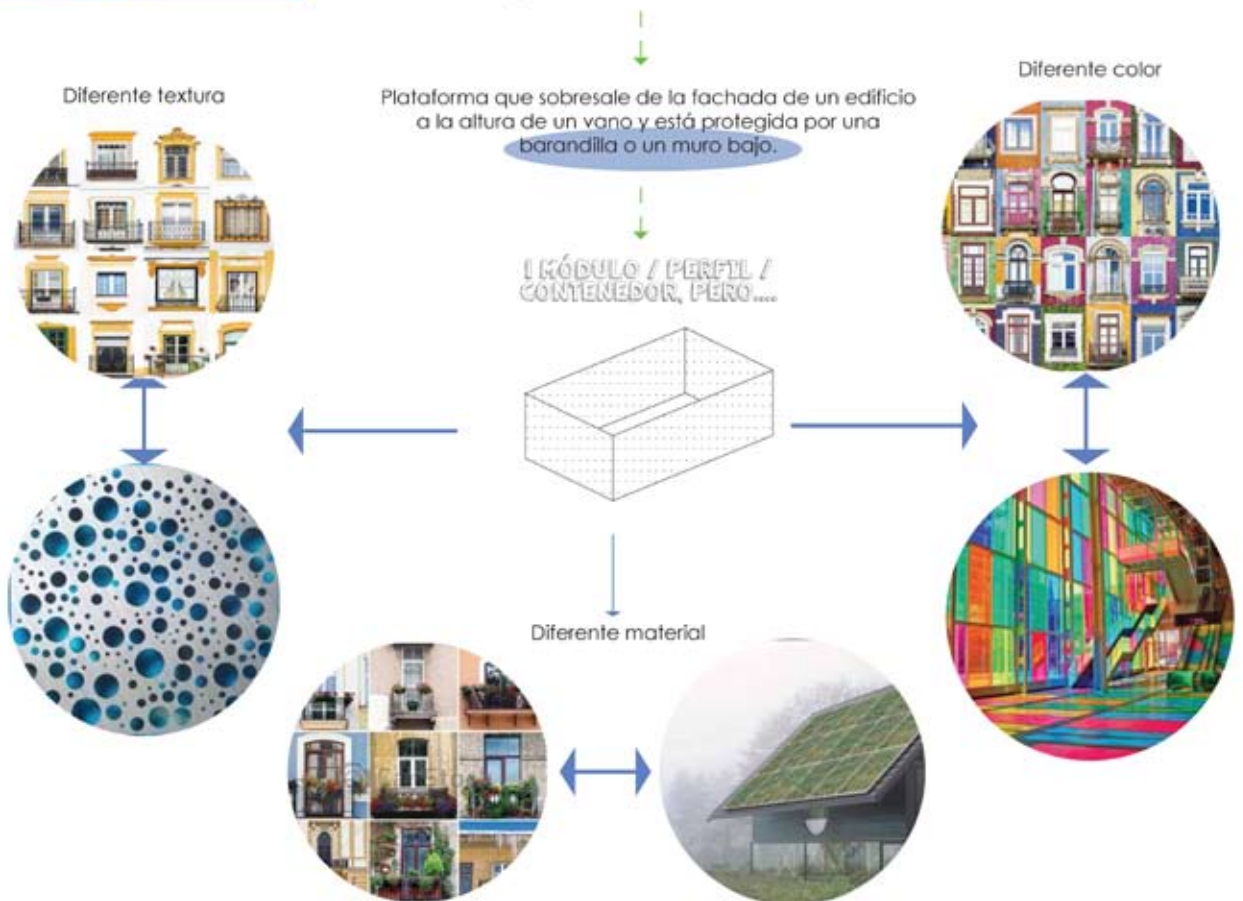 Diferente textura
Plataforma que sobresale de la fachada de un edificio
a la altura de un vano y está protegida por una
barandilla o un muro bajo.
Diferente color
1 MÓDULO / PERFIL /
CONTENEDOR, PERO....
Diferente material